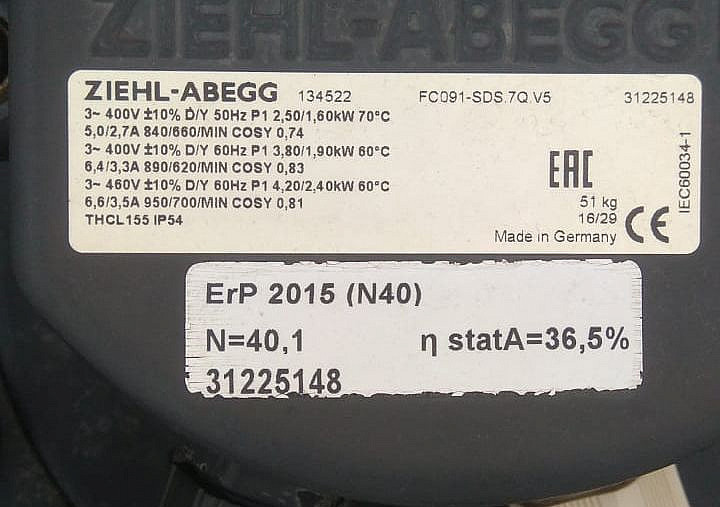 ZIEHL-ABEGG
ZIEHL-ABEGG 134522 FC091-SDS.7Q.V5 31225148
3~ 400V ±10% D/Y 50Hz P1 2,50/1,60kW 70°C
5,0/2,7A 840/660/MIN COSY 0,74
3~ 400V ±10% D/Y 60Hz P1 3,80/1,90kW 60°C
6,4/3,3A 890/620/MIN COSY 0,83
3~ 460V ±10% D/Y 60Hz P1 4,20/2,40kW 60°C
6,6/3,5A 950/700/MIN COSY 0,81
THCL155 IP54
EAC
51 kg
16/29
Made in Germany
CE
IEC60034-1
ErP 2015 (N40)
N=40,1 η statA=36,5%
31225148